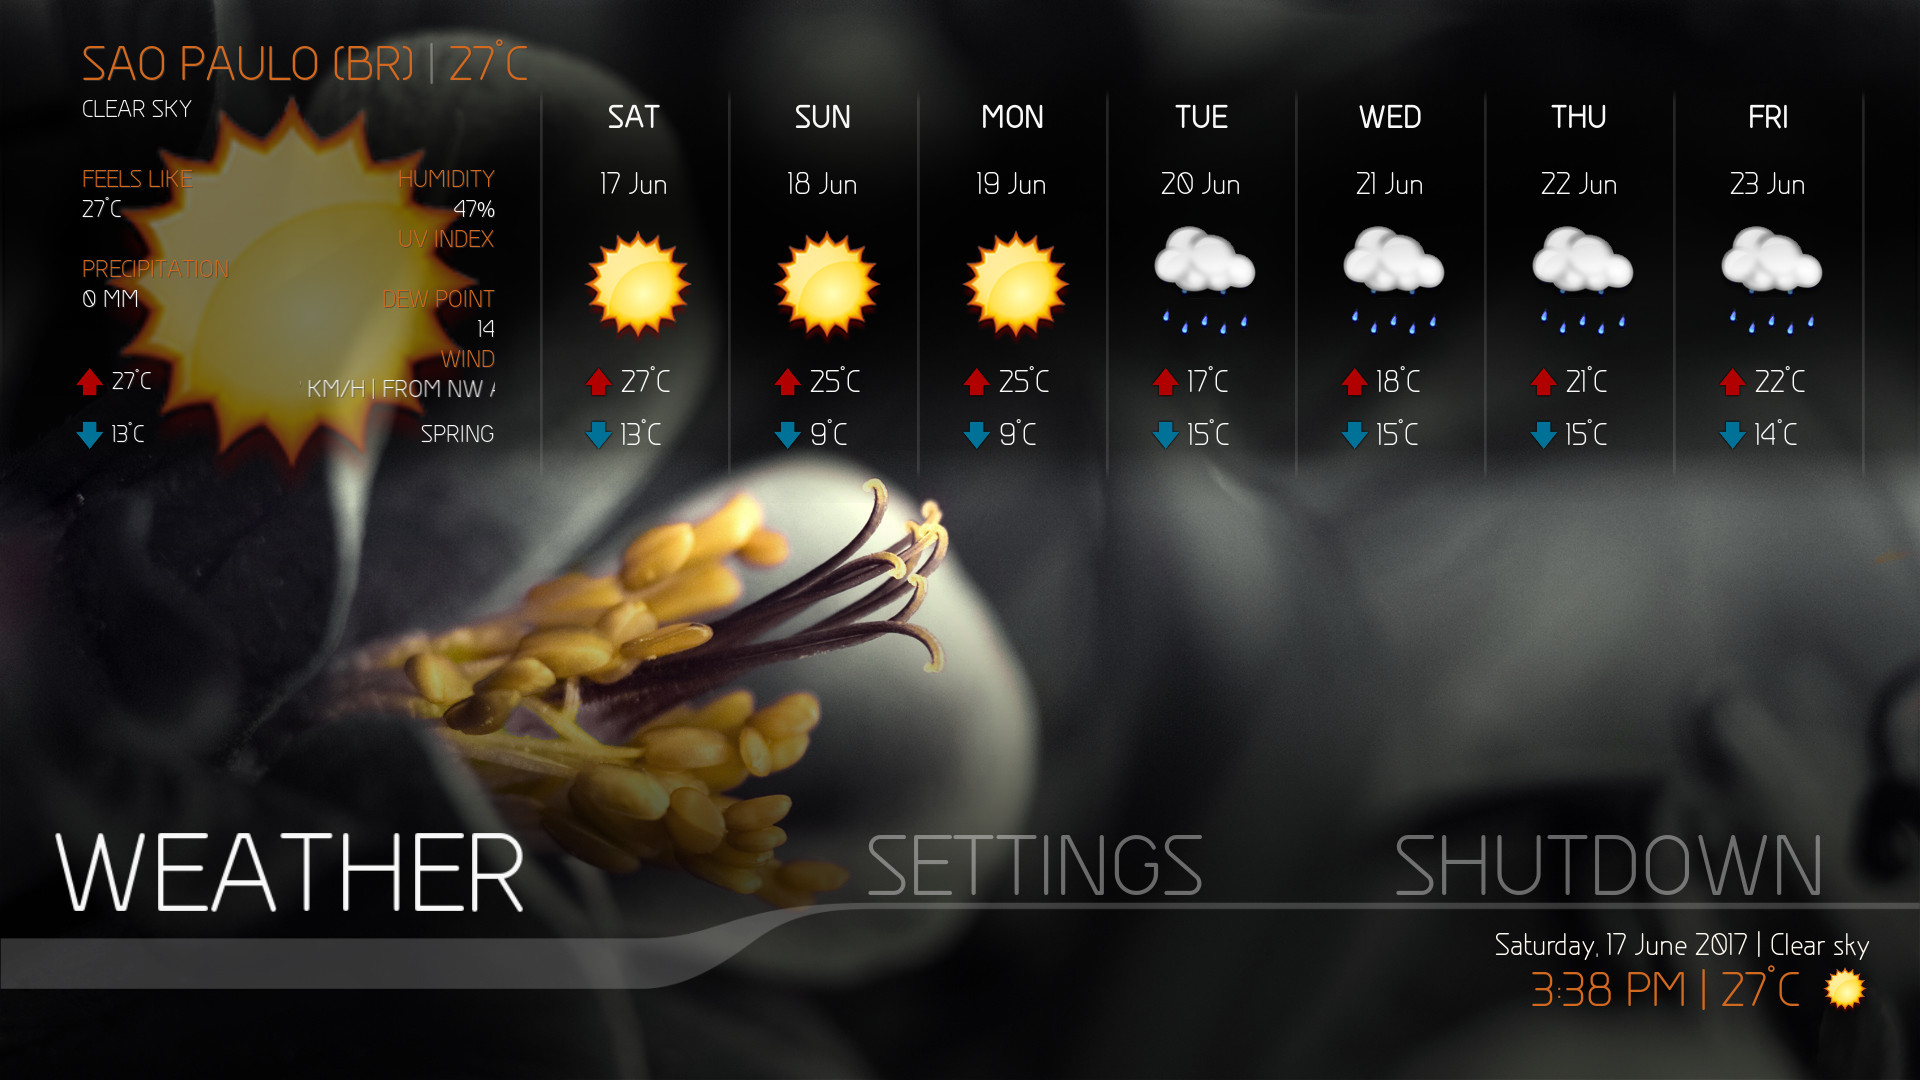 SAO PAULO (BR) | 27°C
CLEAR SKY
FEELS LIKE
27°C
PRECIPITATION
0 MM
27°C
13°C
HUMIDITY
47%
UV INDEX
DEW POINT
14
WIND
KM/H | FROM NW
SPRING
SAT
17 Jun
27°C
13°C
SUN
18 Jun
25°C
9°C
MON
19 Jun
25°C
9°C
TUE
20 Jun
17°C
15°C
WED
21 Jun
18°C
15°C
THU
22 Jun
21°C
15°C
FRI
23 Jun
22°C
14°C
WEATHER
SETTINGS
SHUTDOWN
Saturday, 17 June 2017 | Clear sky
3:38 PM | 27°C